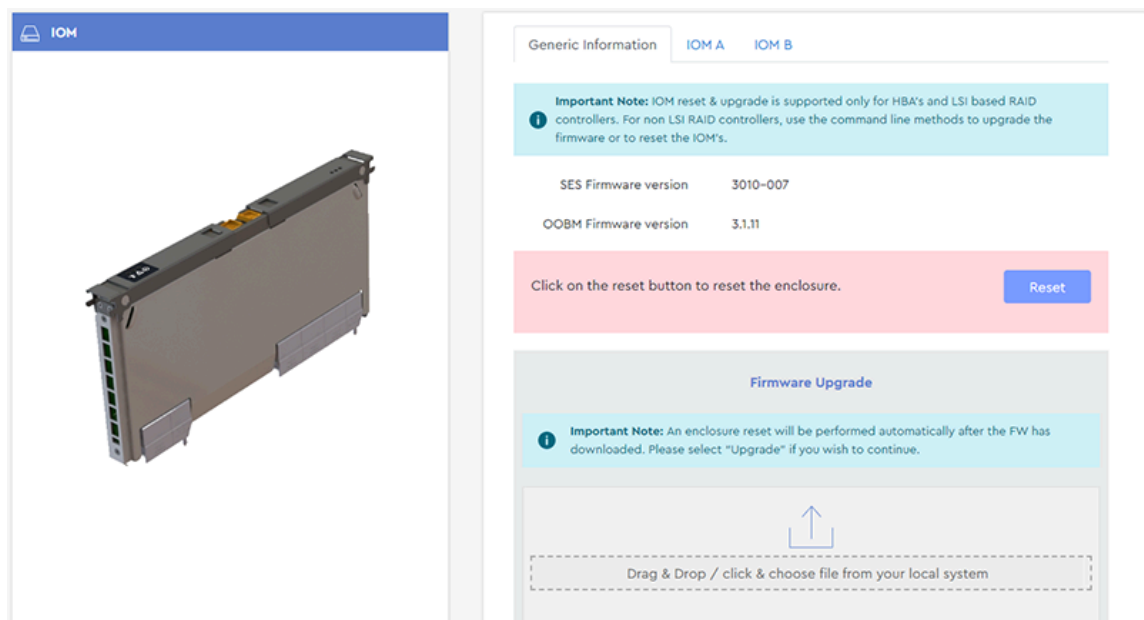 IOM
Generic Information
IOM A
IOM B
Important Note: IOM reset & upgrade is supported only for HBA's and LSI based RAID
controllers. For non LSI RAID controllers, use the command line methods to upgrade the
firmware or to reset the IOM's.
SES Firmware version 3010-007
OOBM Firmware version 3.1.11
Click on the reset button to reset the enclosure.
Reset
Firmware Upgrade
Important Note: An enclosure reset will be performed automatically after the FW has
downloaded. Please select "Upgrade" if you wish to continue.
Drag & Drop / click & choose file from your local system